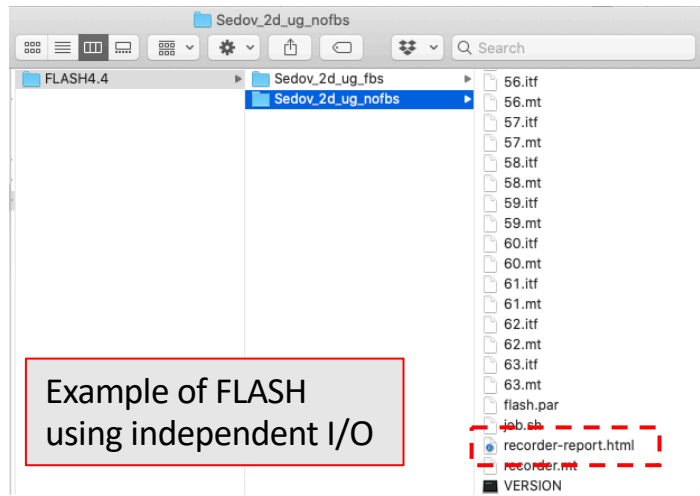 Sedov_2d_ug_nofbs
Search
FLASH4.4
Sedov_2d_ug_fbs
Sedov_2d_ug_nofbs
56.itf
56.mt
57.itf
57.mt
58.itf
58.mt
59.itf
59.mt
60.itf
60.mt
61.itf
61.mt
62.itf
62.mt
63.itf
63.mt
flash.par
job.sh
recorder-report.html
recorder.mt
VERSION
Example of FLASH
using independent I/O